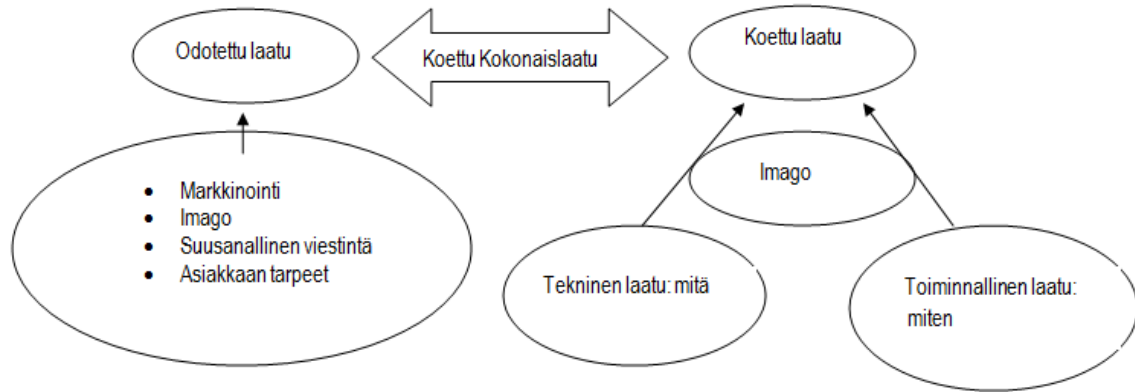 Odotettu laatu
Koettu Kokonaislaatu
Koettu laatu
Imago
• Markkinointi
• Imago
• Suusanallinen viestintä
• Asiakkaan tarpeet
Tekninen laatu: mitä
Toiminnallinen laatu:
miten